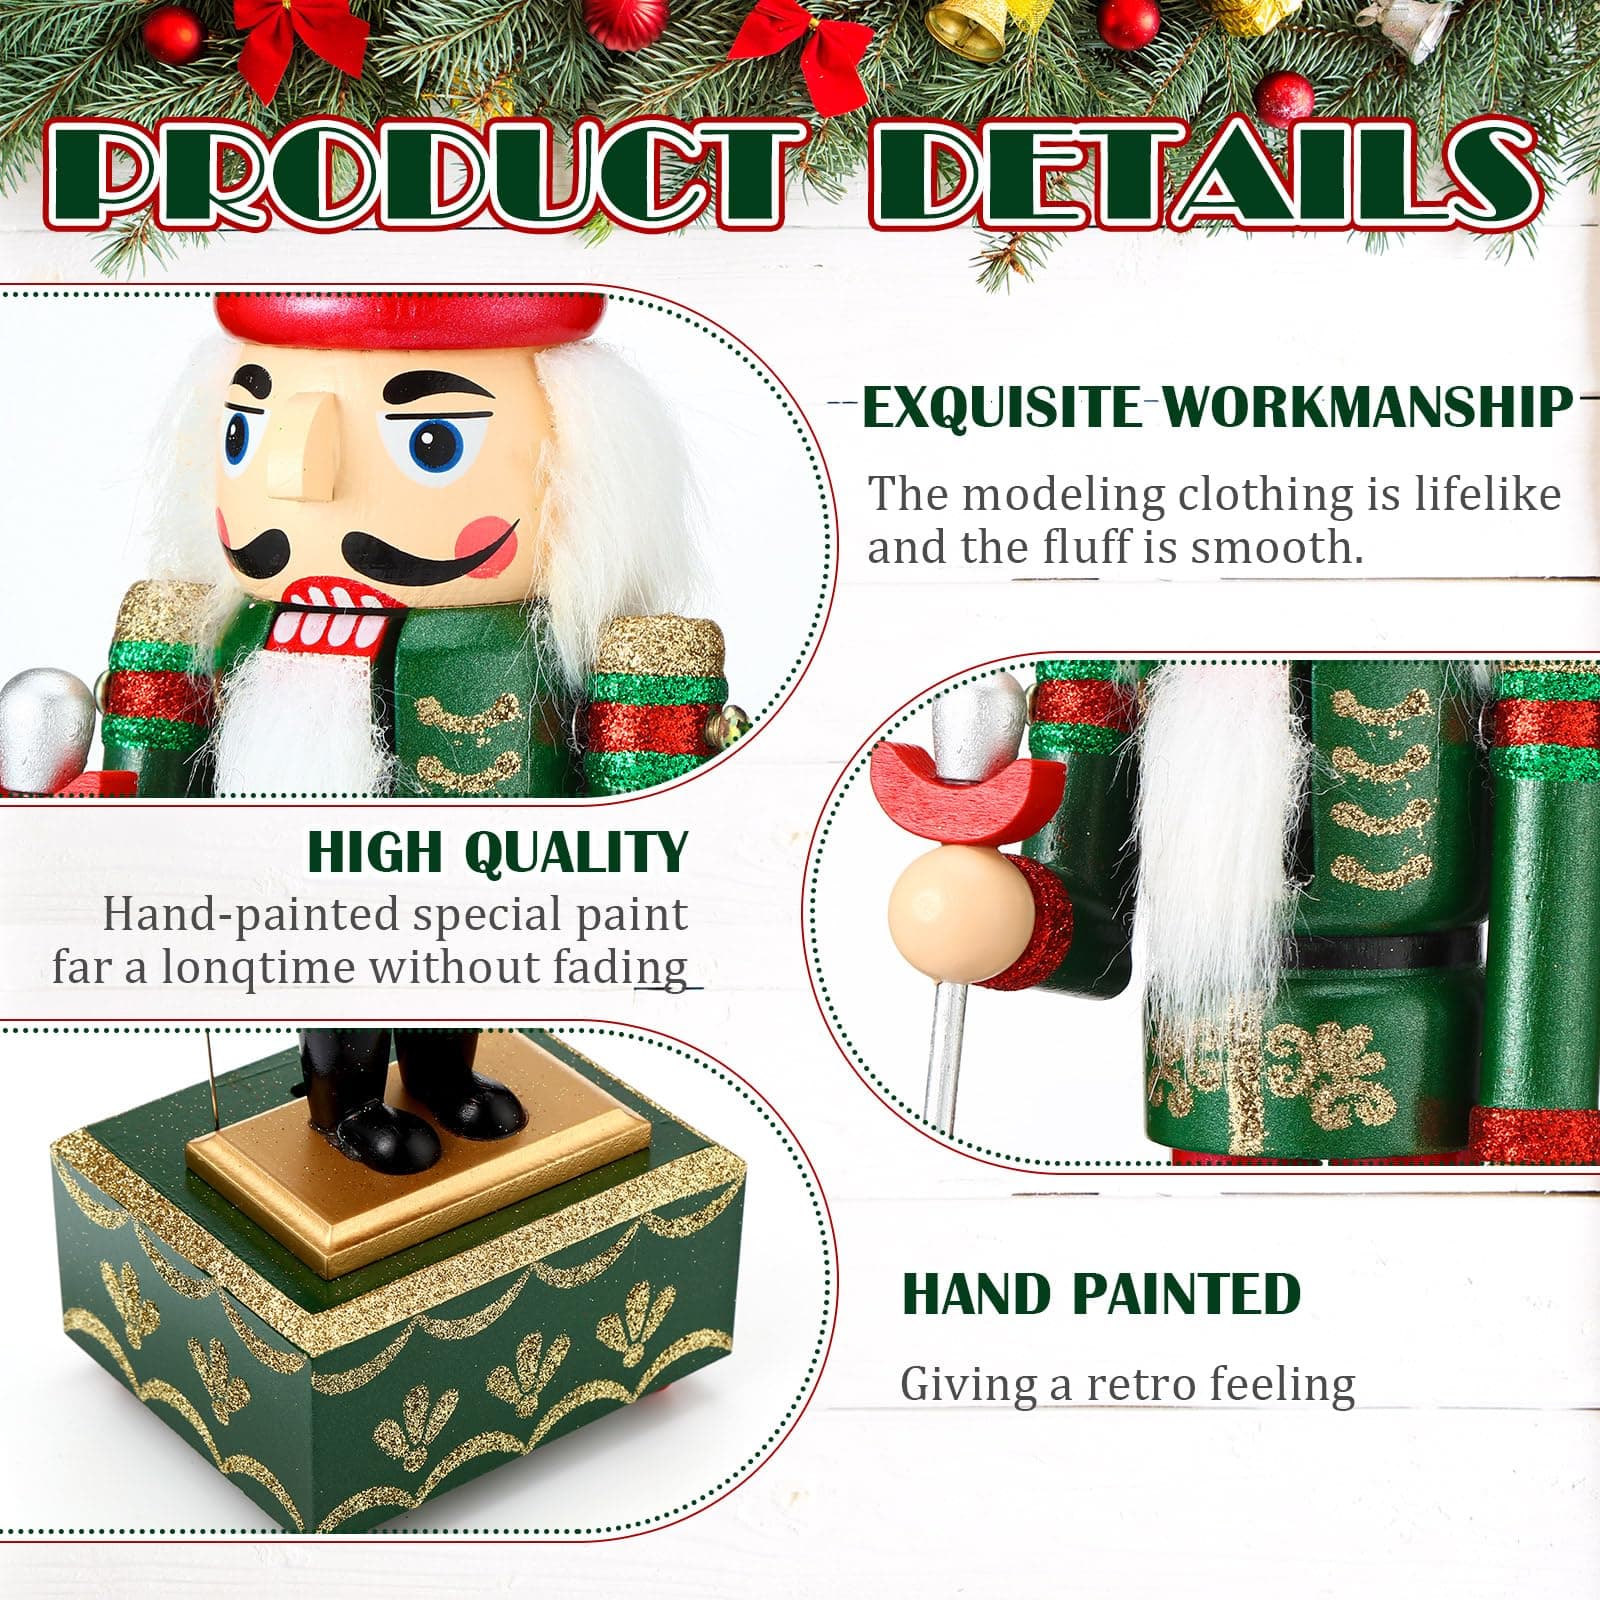 PRODUCT DETAILS
EXQUISITE WORKMANSHIP
The modeling clothing is lifelike
and the fluff is smooth.
HIGH QUALITY
Hand-painted special paint
far a lonqtime without fading
HAND PAINTED
Giving a retro feeling